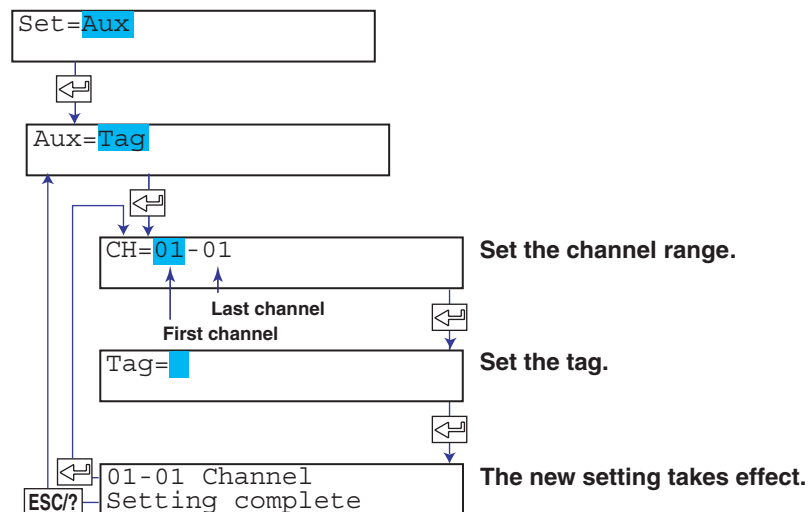 Set=Aux
Aux=Tag
CH=01-01
Set the channel range.
Last channel
First channel
Tag=
Set the tag.
01-01 Channel
Setting complete
The new setting takes effect.
ESC/?